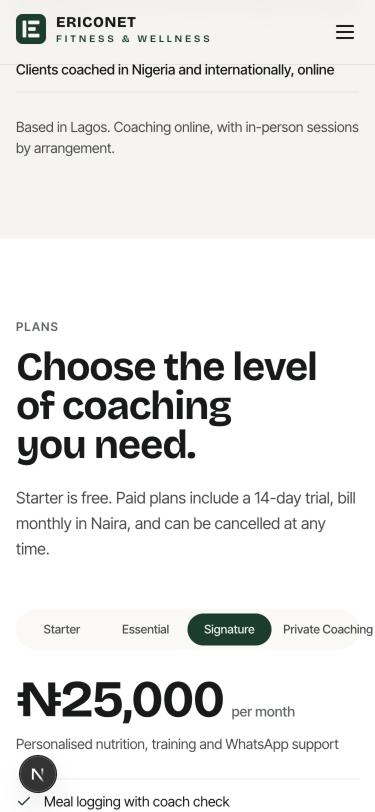 ERICONET
FITNESS & WELLNESS
Clients coached in Nigeria and internationally, online
Based in Lagos. Coaching online, with in-person sessions
by arrangement.
PLANS
Choose the level
of coaching
you need.
Starter is free. Paid plans include a 14-day trial, bill
monthly in Naira, and can be cancelled at any
time.
Starter Essential Signature Private Coaching
₦25,000 per month
Personalised nutrition, training and WhatsApp support
N
Meal logging with coach check